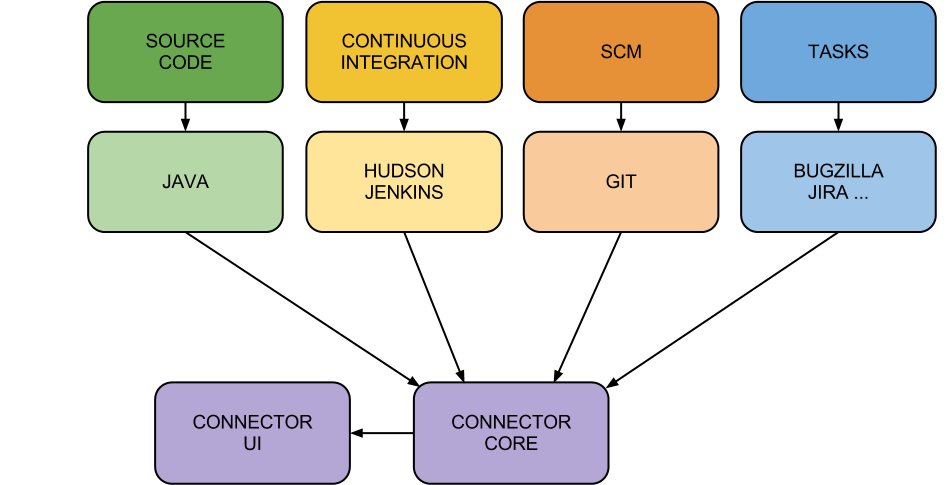 SOURCE
CODE
CONTINUOUS
INTEGRATION
SCM
TASKS
JAVA
HUDSON
JENKINS
GIT
BUGZILLA
JIRA ...
CONNECTOR
UI
CONNECTOR
CORE